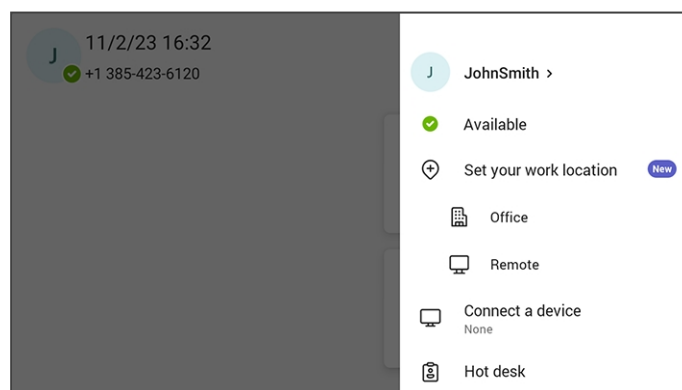 J
11/2/23 16:32
+1 385-423-6120
J
JohnSmith >
Available
Set your work location New
Office
Remote
Connect a device
None
Hot desk